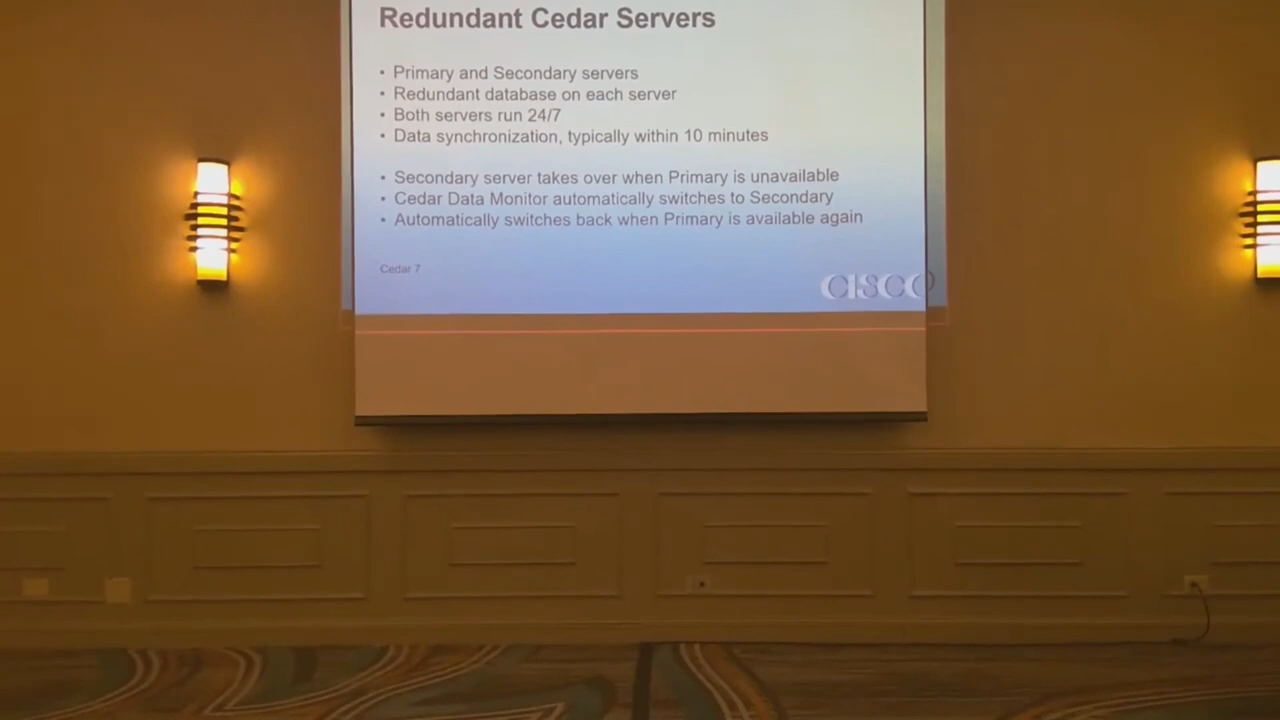 Redundant Cedar Servers
• Primary and Secondary servers
• Redundant database on each server
• Both servers run 24/7
• Data synchronization, typically within 10 minutes
• Secondary server takes over when Primary is unavailable
• Cedar Data Monitor automatically switches to Secondary
• Automatically switches back when Primary is available again
Cedar 7
CISCO